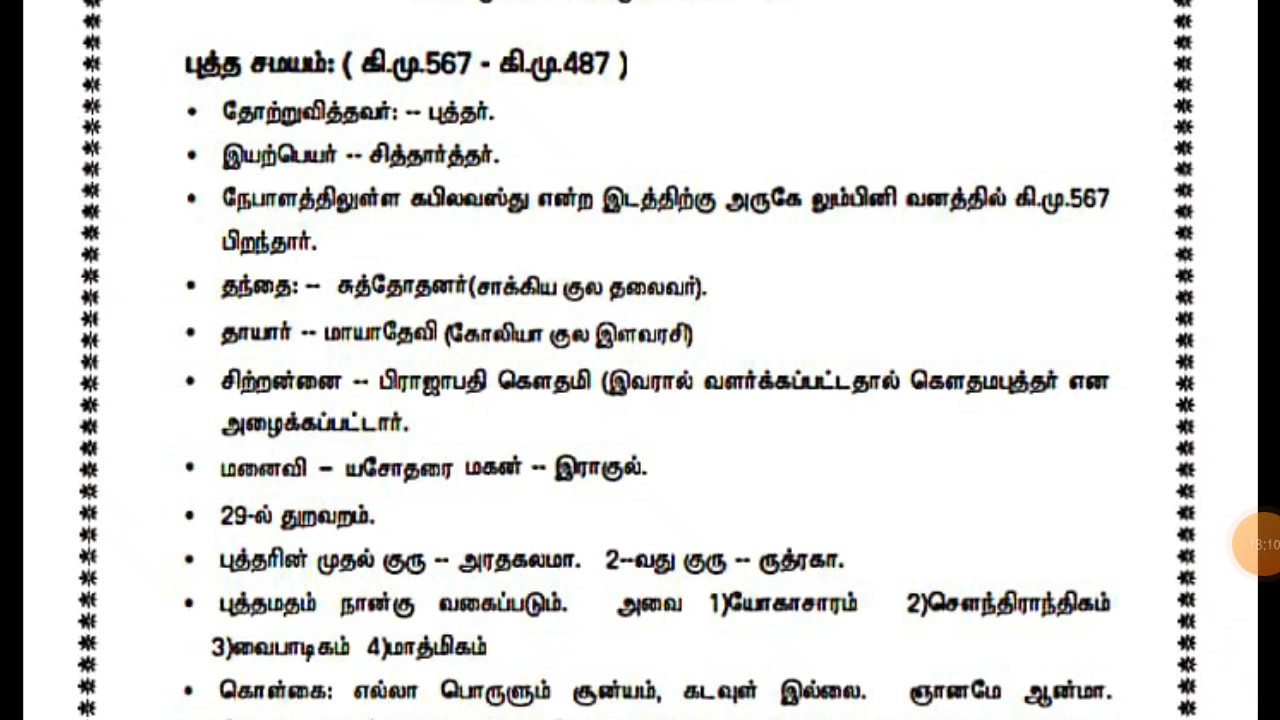 புத்த சமயம்: ( கி.மு.567 - கி.மு.487 )
• தோற்றுவித்தவர்: -- புத்தர்.
• இயற்பெயர் -- சித்தார்த்தர்.
• நேபாளத்திலுள்ள கபிலவஸ்து என்ற இடத்திற்கு அருகே லும்பினி வனத்தில் கி.மு.567
பிறந்தார்.
• தந்தை: -- சுத்தோதனர்(சாக்கிய குல தலைவர்).
• தாயார் -- மாயாதேவி (கோலியா குல இளவரசி)
• சிற்றன்னை -- பிராஜாபதி கௌதமி (இவரால் வளர்க்கப்பட்டதால் கௌதமபுத்தர் என
அழைக்கப்பட்டார்.
• மனைவி – யசோதரை மகன் -- இராகுல்.
• 29-ல் துறவறம்.
• புத்தரின் முதல் குரு -- அரதகலமா. 2--வது குரு -- ருத்ரகா.
• புத்தமதம் நான்கு வகைப்படும். அவை 1)யோகாசாரம் 2)சௌந்திராந்திகம்
3)வைபாடிகம் 4)மாத்மிகம்
• கொள்கை: எல்லா பொருளும் சூன்யம், கடவுள் இல்லை. ஞானமே ஆன்மா.
18:10